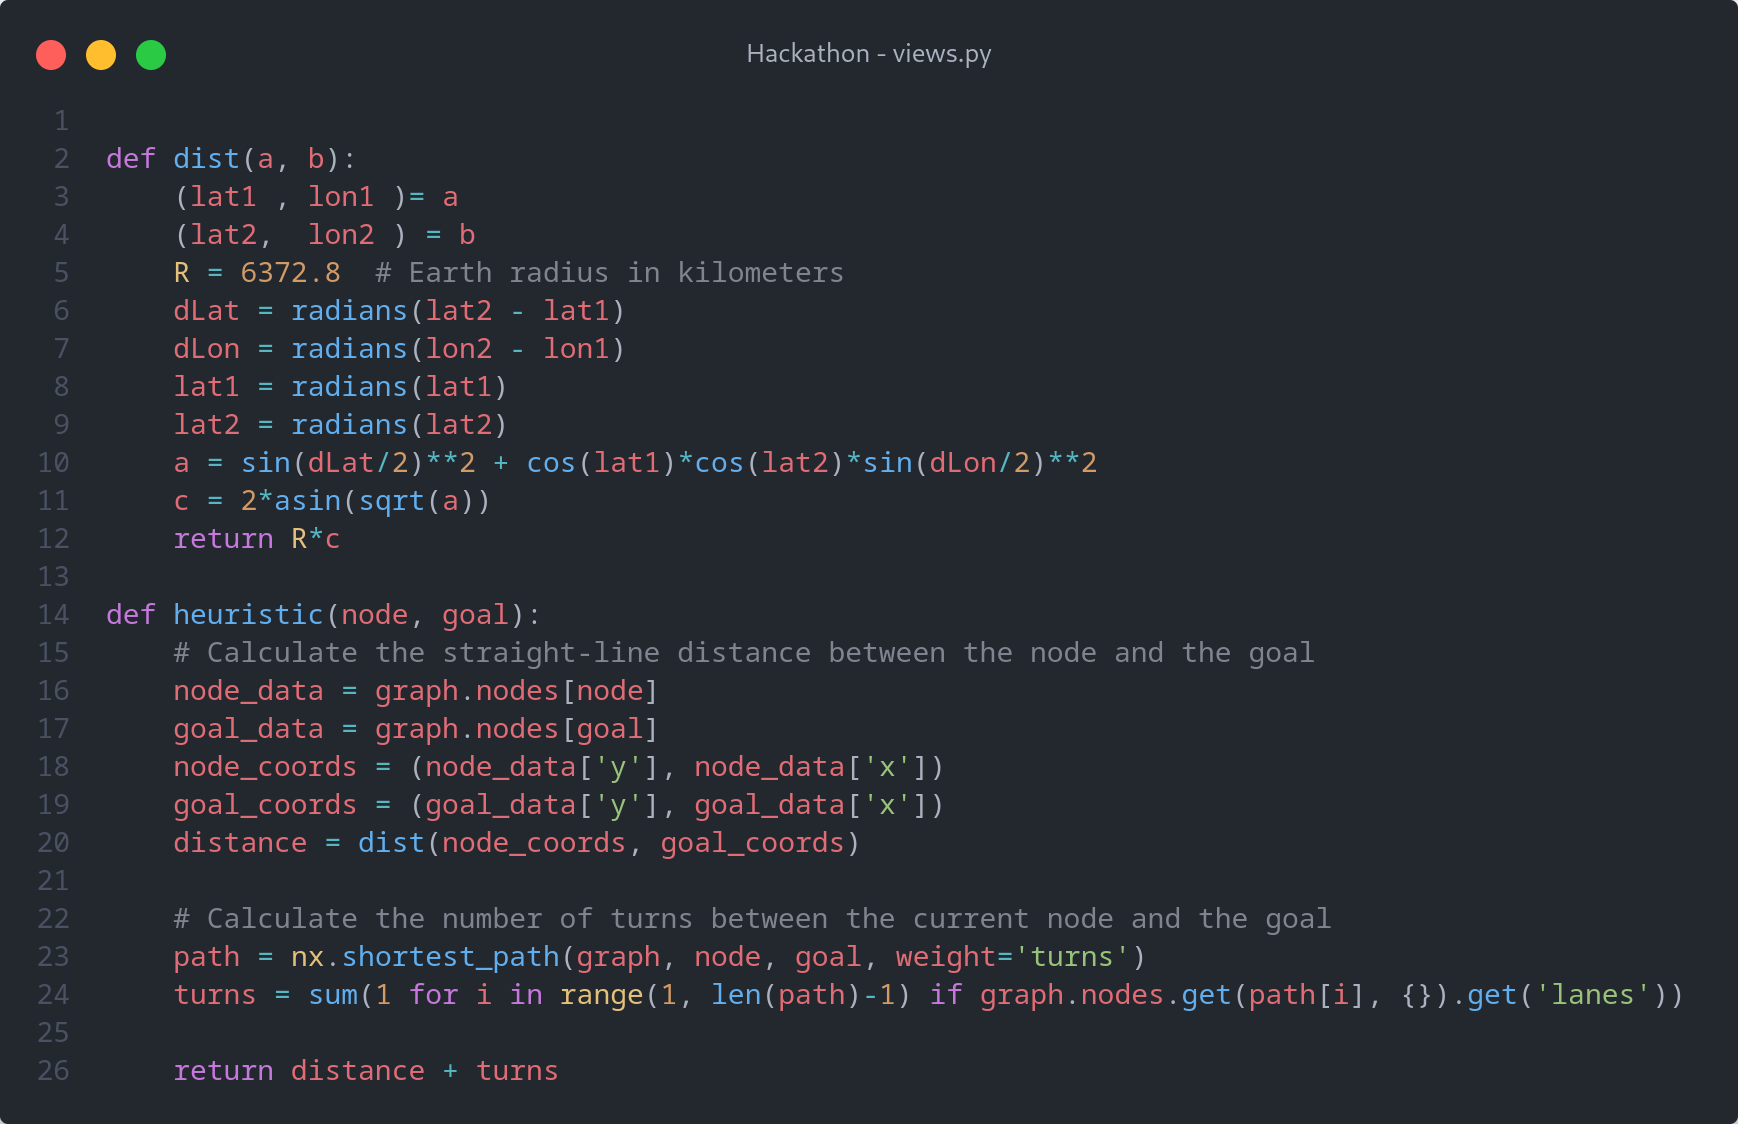 Hackathon - views.py
1
2 def dist(a, b):
3     (lat1 , lon1 )= a
4     (lat2,  lon2 ) = b
5     R = 6372.8  # Earth radius in kilometers
6     dLat = radians(lat2 - lat1)
7     dLon = radians(lon2 - lon1)
8     lat1 = radians(lat1)
9     lat2 = radians(lat2)
10     a = sin(dLat/2)**2 + cos(lat1)*cos(lat2)*sin(dLon/2)**2
11     c = 2*asin(sqrt(a))
12     return R*c
13
14 def heuristic(node, goal):
15     # Calculate the straight-line distance between the node and the goal
16     node_data = graph.nodes[node]
17     goal_data = graph.nodes[goal]
18     node_coords = (node_data['y'], node_data['x'])
19     goal_coords = (goal_data['y'], goal_data['x'])
20     distance = dist(node_coords, goal_coords)
21
22     # Calculate the number of turns between the current node and the goal
23     path = nx.shortest_path(graph, node, goal, weight='turns')
24     turns = sum(1 for i in range(1, len(path)-1) if graph.nodes.get(path[i], {}).get('lanes'))
25
26     return distance + turns